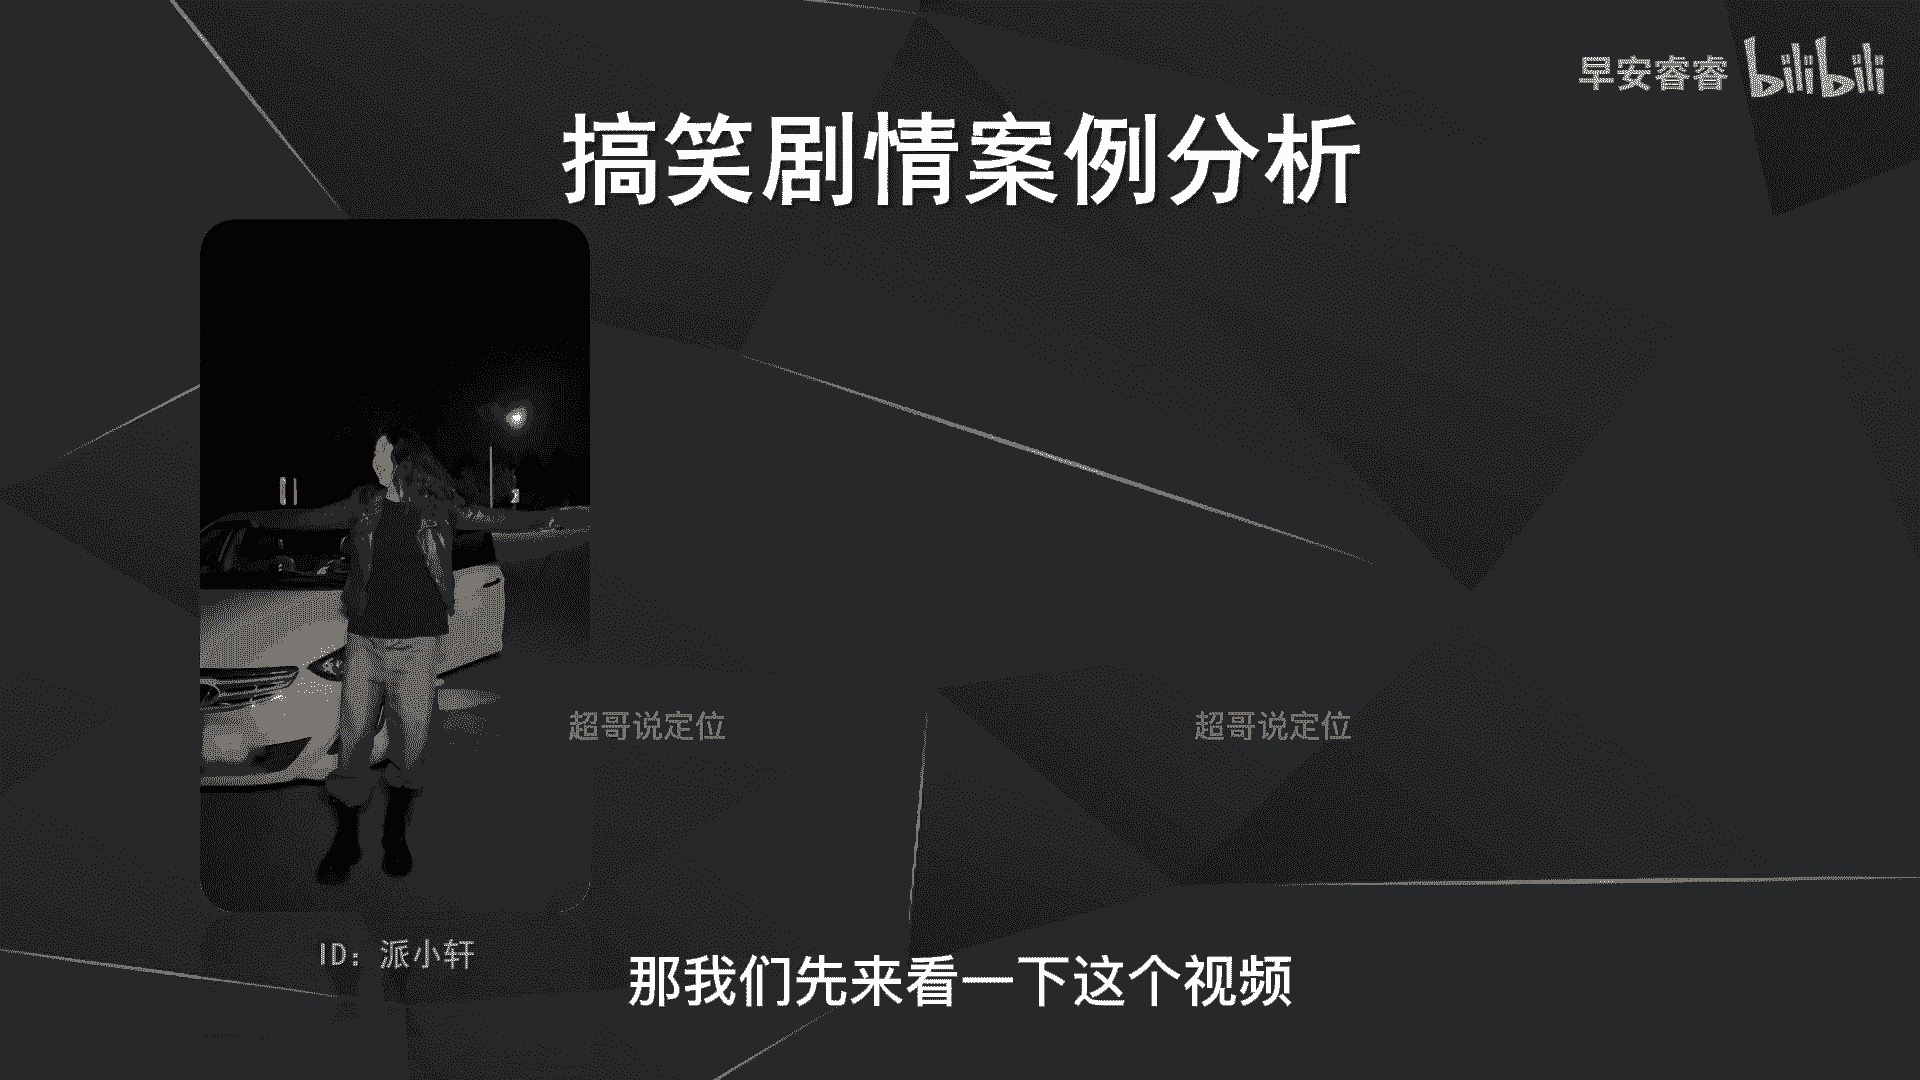 早安睿睿 bilibili
搞笑剧情案例分析
超哥说定位
超哥说定位
ID：派小轩
那我们先来看一下这个视频